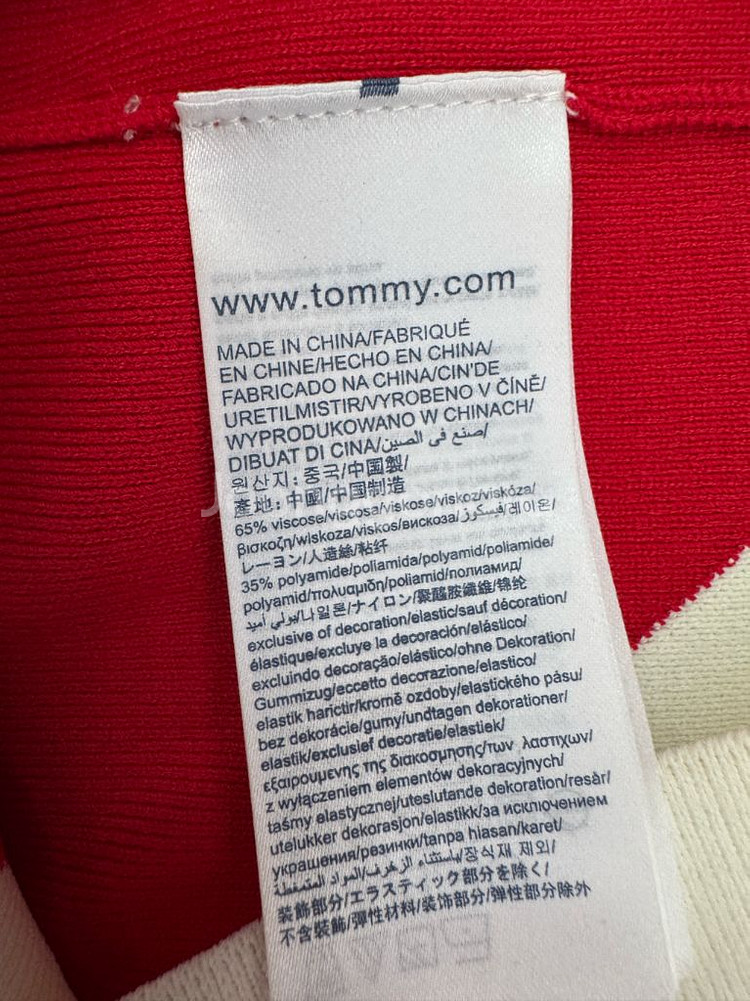 www.tommy.com
MADE IN CHINA/FABRIQUÉ
EN CHINE/HECHO EN CHINA/
FABRICADO NA CHINA/CIN'DE
URETILMISTIR/VYROBENO V ČÍNĚ/
WYPRODUKOWANO W CHINACH/
DIBUAT DI CINA/صنع في الصين/
원산지: 중국/中国製/
產地: 中國/中国制造
65% viscose/viscosa/viskose/viskoz/viskóza/
βισκοζη/wiskoza/viskos/вискоза/فيسكوز/레이온/
レーヨン/人造絲/粘纤
35% polyamide/poliamida/polyamid/poliamide/
polyamid/πολυαμιδη/poliamid/полиамид/
بولي أميد/나일론/ナイロン/聚醯胺纖維/锦纶
exclusive of decoration/elastic/sauf décoration/
élastique/excluye la decoración/elástico/
excluindo decoração/elástico/ohne Dekoration/
Gummizug/eccetto decorazione/elastico/
elastik harictir/kromě ozdoby/elastického pásu/
bez dekorácie/gumy/undtagen dekorationer/
elastik/exclusief decoratie/elastiek/
εξαιρουμενης της διακοσμησης/των λαστιχων/
z wyłączeniem elementów dekoracyjnych/
taśmy elastycznej/uteslutande dekoration/resår/
utelukker dekorasjon/elastikk/за исключением
украшения/резинки/tanpa hiasan/karet/
باستثناء الزخرف/المواد المتمغطة/장식재 제외/
装飾部分/エラスティック部分を除く/
不含裝飾/彈性材料/装饰部分/弹性部分除外